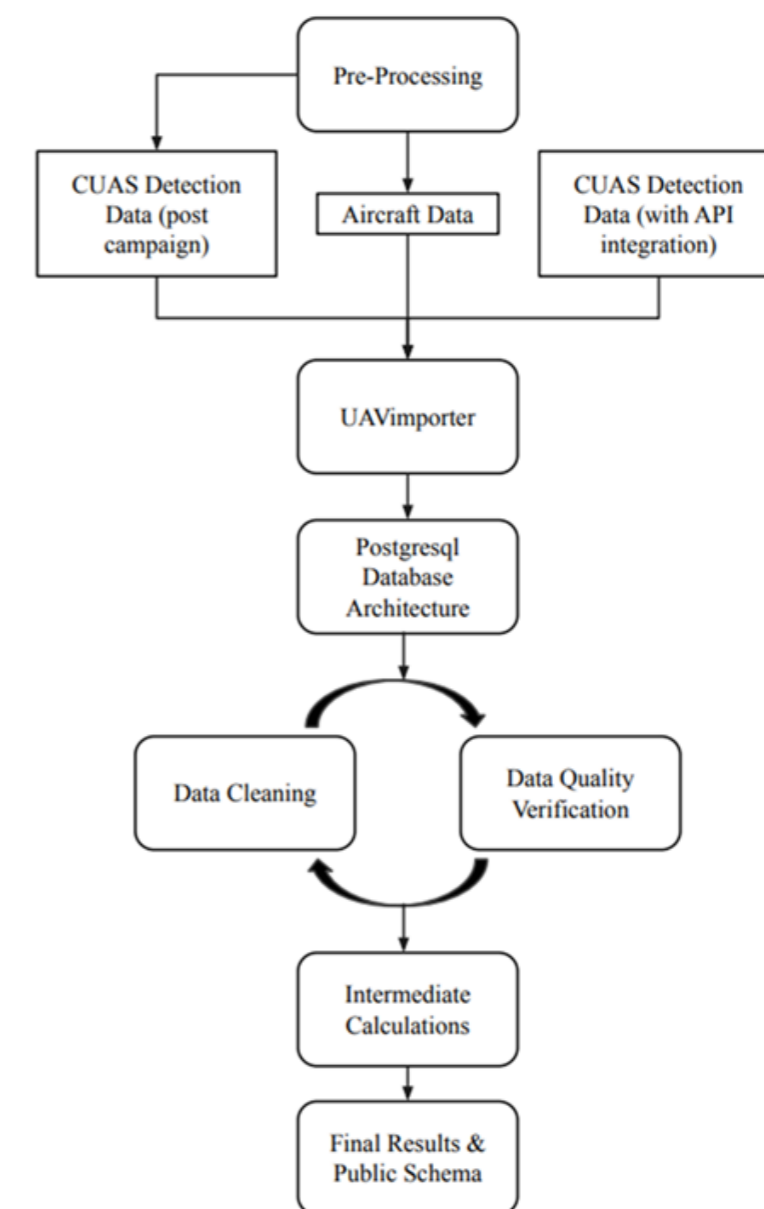 Pre-Processing
CUAS Detection
Data (post
campaign)
Aircraft Data
CUAS Detection
Data (with API
integration)
UAVimporter
Postgresql
Database
Architecture
Data Cleaning
Data Quality
Verification
Intermediate
Calculations
Final Results &
Public Schema